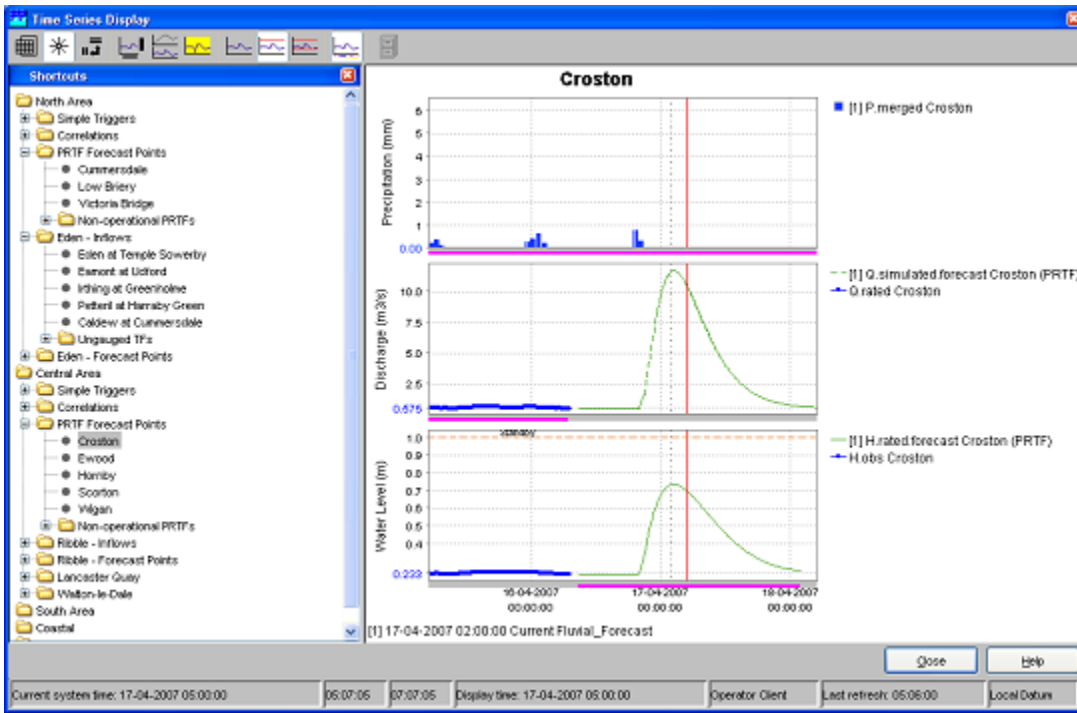 Time Series Display
Shortcuts
North Area
Simple Triggers
Correlations
PRTF Forecast Points
Cummersdale
Low Briery
Victoria Bridge
Non-operational PRTFs
Eden - Inflows
Eden at Temple Sowerby
Eamont at Udford
Irthing at Greenholme
Petteril at Harraby Green
Caldew at Cummersdale
Ungauged TFs
Eden - Forecast Points
Central Area
Simple Triggers
Correlations
PRTF Forecast Points
Croston
Ewood
Hornby
Scorton
Wigan
Non-operational PRTFs
Ribble - Inflows
Ribble - Forecast Points
Lancaster Quay
Walton-le-Dale
South Area
Coastal
Croston
Precipitation (mm)
6
5
4
3
2
1
0.00
[1] P.merged Croston
Discharge (m3/s)
10.0
7.5
5.0
2.5
0.575
[1] Q.simulated.forecast Croston (PRTF)
Q.rated Croston
Water Level (m)
Standby
1.0
0.9
0.8
0.7
0.6
0.5
0.4
0.233
[1] H.rated.forecast Croston (PRTF)
H.obs Croston
16-04-2007 17-04-2007 18-04-2007
00:00:00 00:00:00 00:00:00
[1] 17-04-2007 02:00:00 Current Fluvial_Forecast
Close Help
Current system time: 17-04-2007 05:00:00 05:07:05 07:07:05 Display time: 17-04-2007 05:00:00 Operator Client Last refresh: 05:06:00 Local Datum